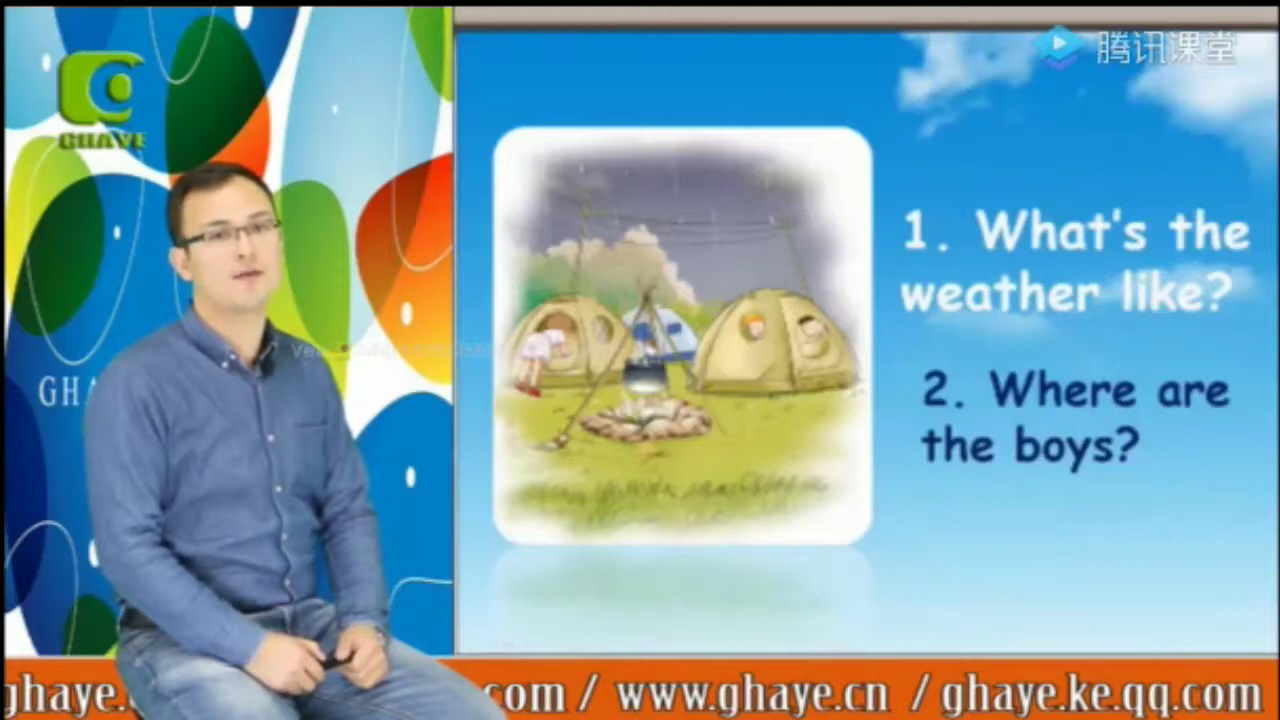 GHAYE
腾讯课堂
1. What's the
weather like?
2. Where are
the boys?
GHA
ghaye.
com / www.ghaye.cn / ghaye.ke.qq.com